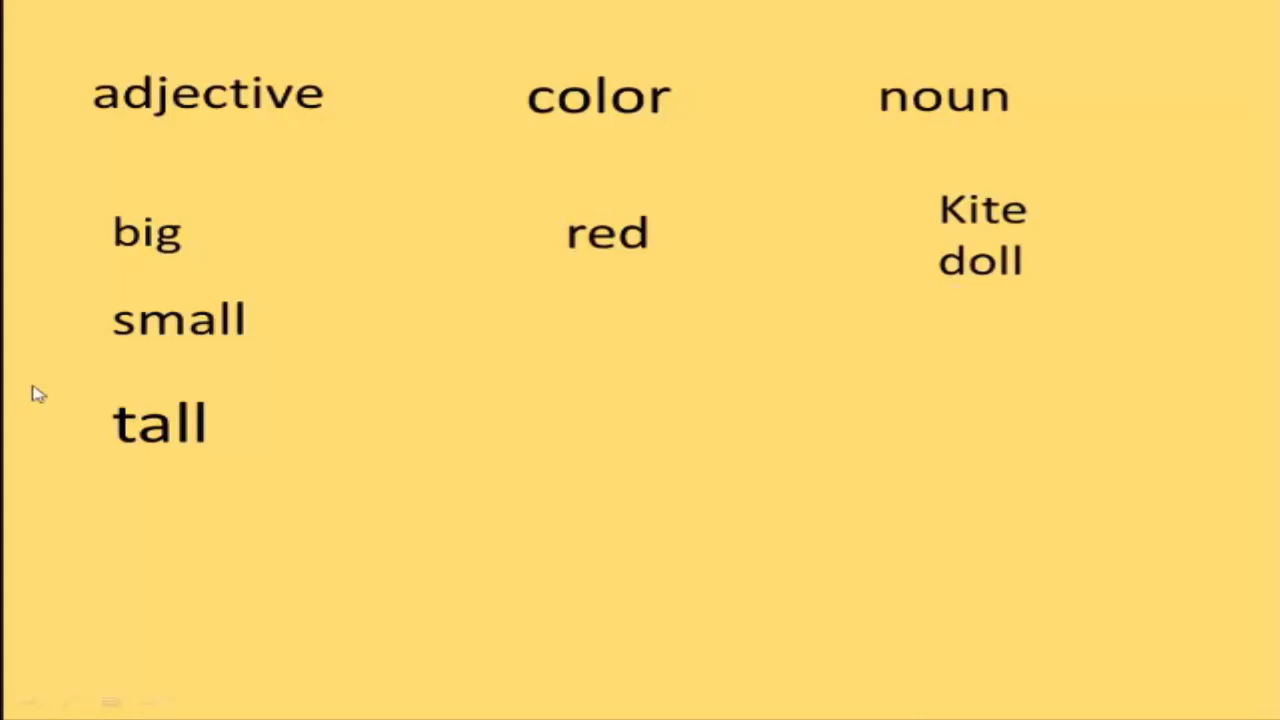 adjective color noun
big red Kite
doll
small
tall